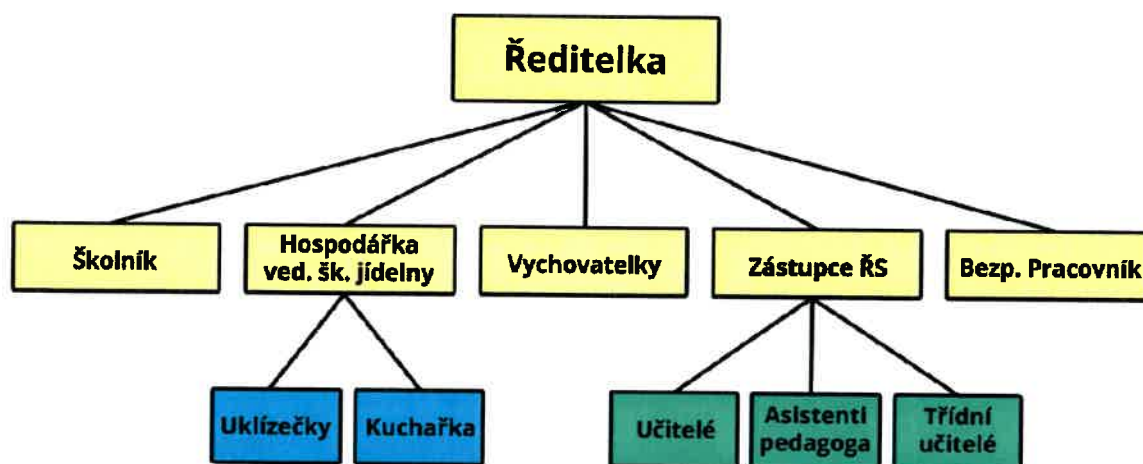 Ředitelka
Školník
Hospodářka
ved. šk. jídelny
Vychovatelky
Zástupce ŘS
Bezp. Pracovník
Uklízečky
Kuchařka
Učitelé
Asistenti
pedagoga
Třídní
učitelé